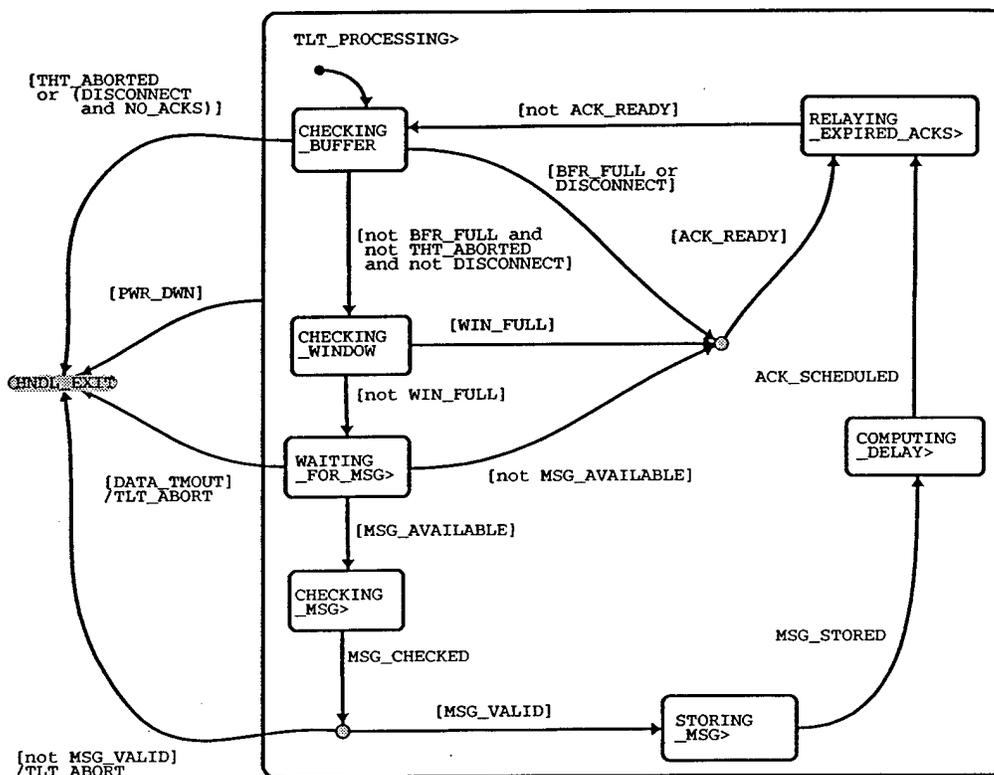 TLT_PROCESSING>
[THT_ABORTED
or (DISCONNECT
and NO_ACKS)]
CHECKING
_BUFFER
[not ACK_READY]
RELAYING
_EXPIRED_ACKS>
[BFR_FULL or
DISCONNECT]
[not BFR_FULL and
not THT_ABORTED
and not DISCONNECT]
[ACK_READY]
[PWR_DWN]
CHECKING
_WINDOW
[WIN_FULL]
HNDL_EXIT
[not WIN_FULL]
ACK_SCHEDULED
WAITING
_FOR_MSG>
COMPUTING
_DELAY>
[DATA_TMOUT]
/TLT_ABORT
[not MSG_AVAILABLE]
[MSG_AVAILABLE]
CHECKING
_MSG>
MSG_CHECKED
MSG_STORED
[MSG_VALID]
STORING
_MSG>
[not MSG_VALID]
/TLT_ABORT